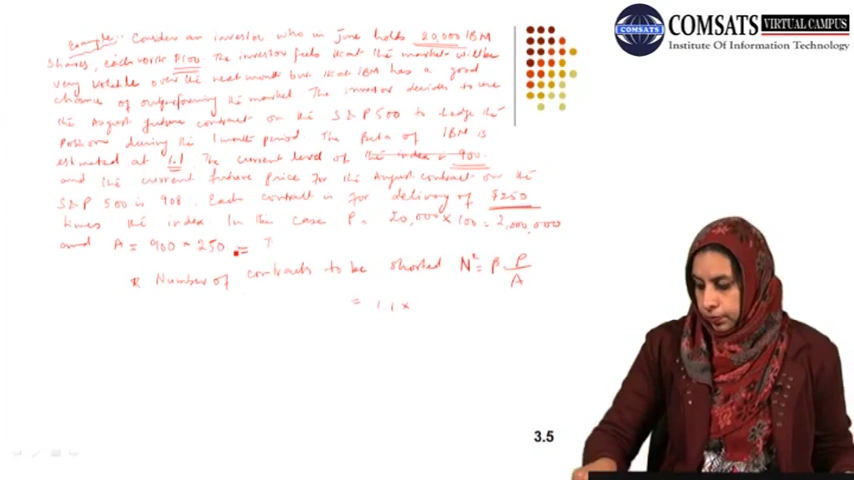 COMSATS VIRTUAL CAMPUS
Institute Of Information Technology
COMSATS
Example:- Consider an investor who in June holds 20,000 IBM
shares, each worth $100. The investor feels that the market will be
very volatile over the next month but that IBM has a good
chance of outperforming the market. The investor decides to use
the August future contract on the S&P 500 to hedge the
position during the 1 month period. The Beta of IBM is
estimated at 1.1 The current level of the index is 900.
and the current future price for the August contract on the
S&P 500 is 908. Each contract is for delivery of $250
times the index. In the case P = 20,000 × 100 = 2,000,000
and A = 900 × 250 =
* Number of contracts to be shorted N* = β P/A
= 1.1 ×
3.5